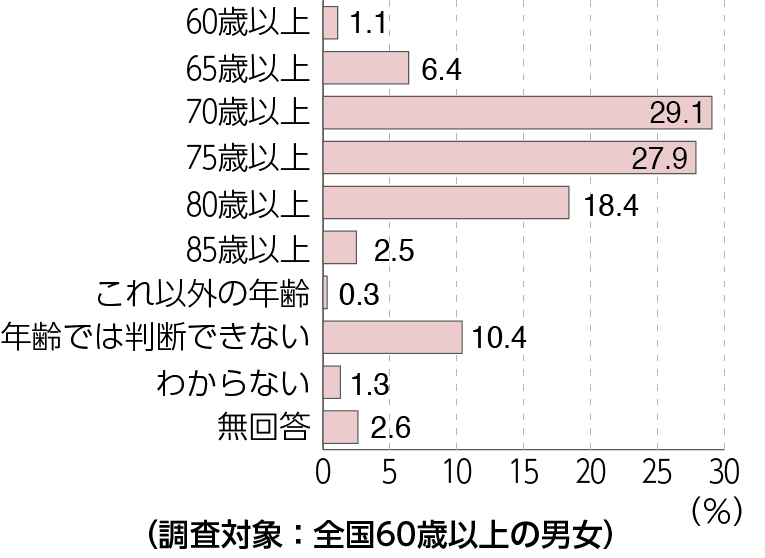 60歳以上 1.1
65歳以上 6.4
70歳以上 29.1
75歳以上 27.9
80歳以上 18.4
85歳以上 2.5
これ以外の年齢 0.3
年齢では判断できない 10.4
わからない 1.3
無回答 2.6
0 5 10 15 20 25 30
(%)
（調査対象：全国60歳以上の男女）